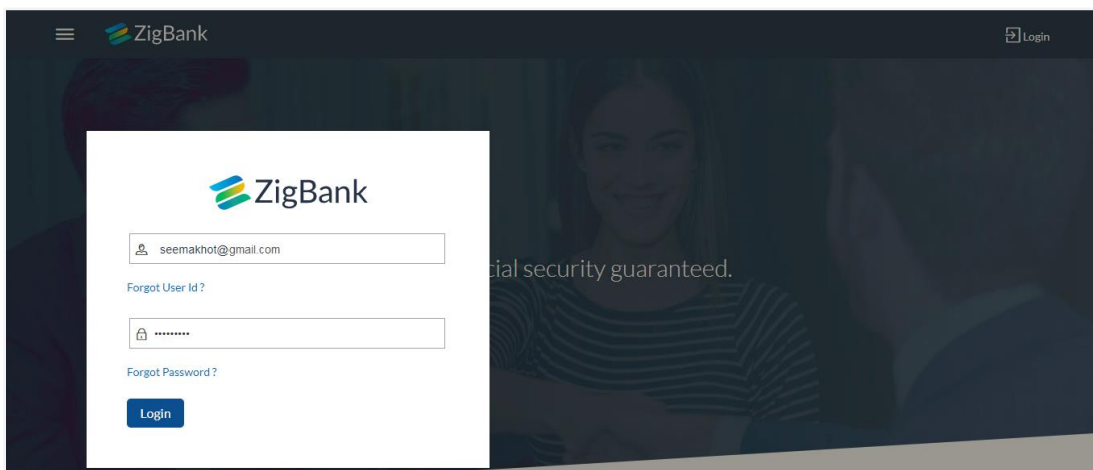 ZigBank
Login
ZigBank
seemakhot@gmail.com
cial security guaranteed.
Forgot User Id ?
•••••••••
Forgot Password ?
Login